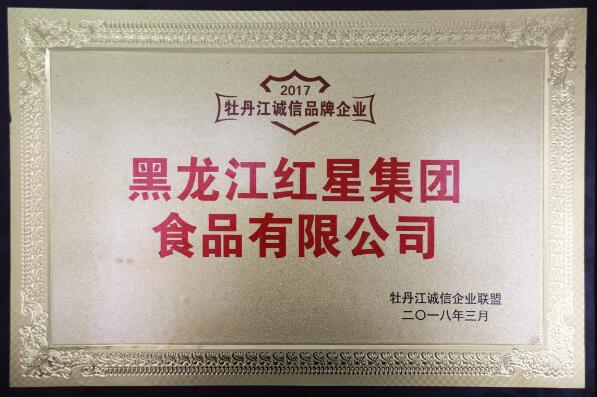 2017
牡丹江诚信品牌企业
黑龙江红星集团
食品有限公司
牡丹江诚信企业联盟
二〇一八年三月